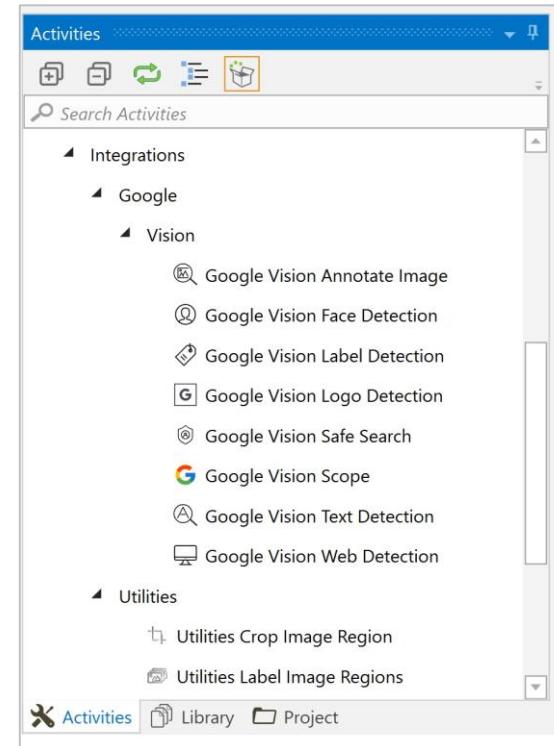 Activities
Search Activities
Integrations
Google
Vision
Google Vision Annotate Image
Google Vision Face Detection
Google Vision Label Detection
G Google Vision Logo Detection
Google Vision Safe Search
Google Vision Scope
Google Vision Text Detection
Google Vision Web Detection
Utilities
Utilities Crop Image Region
Utilities Label Image Regions
Activities Library Project